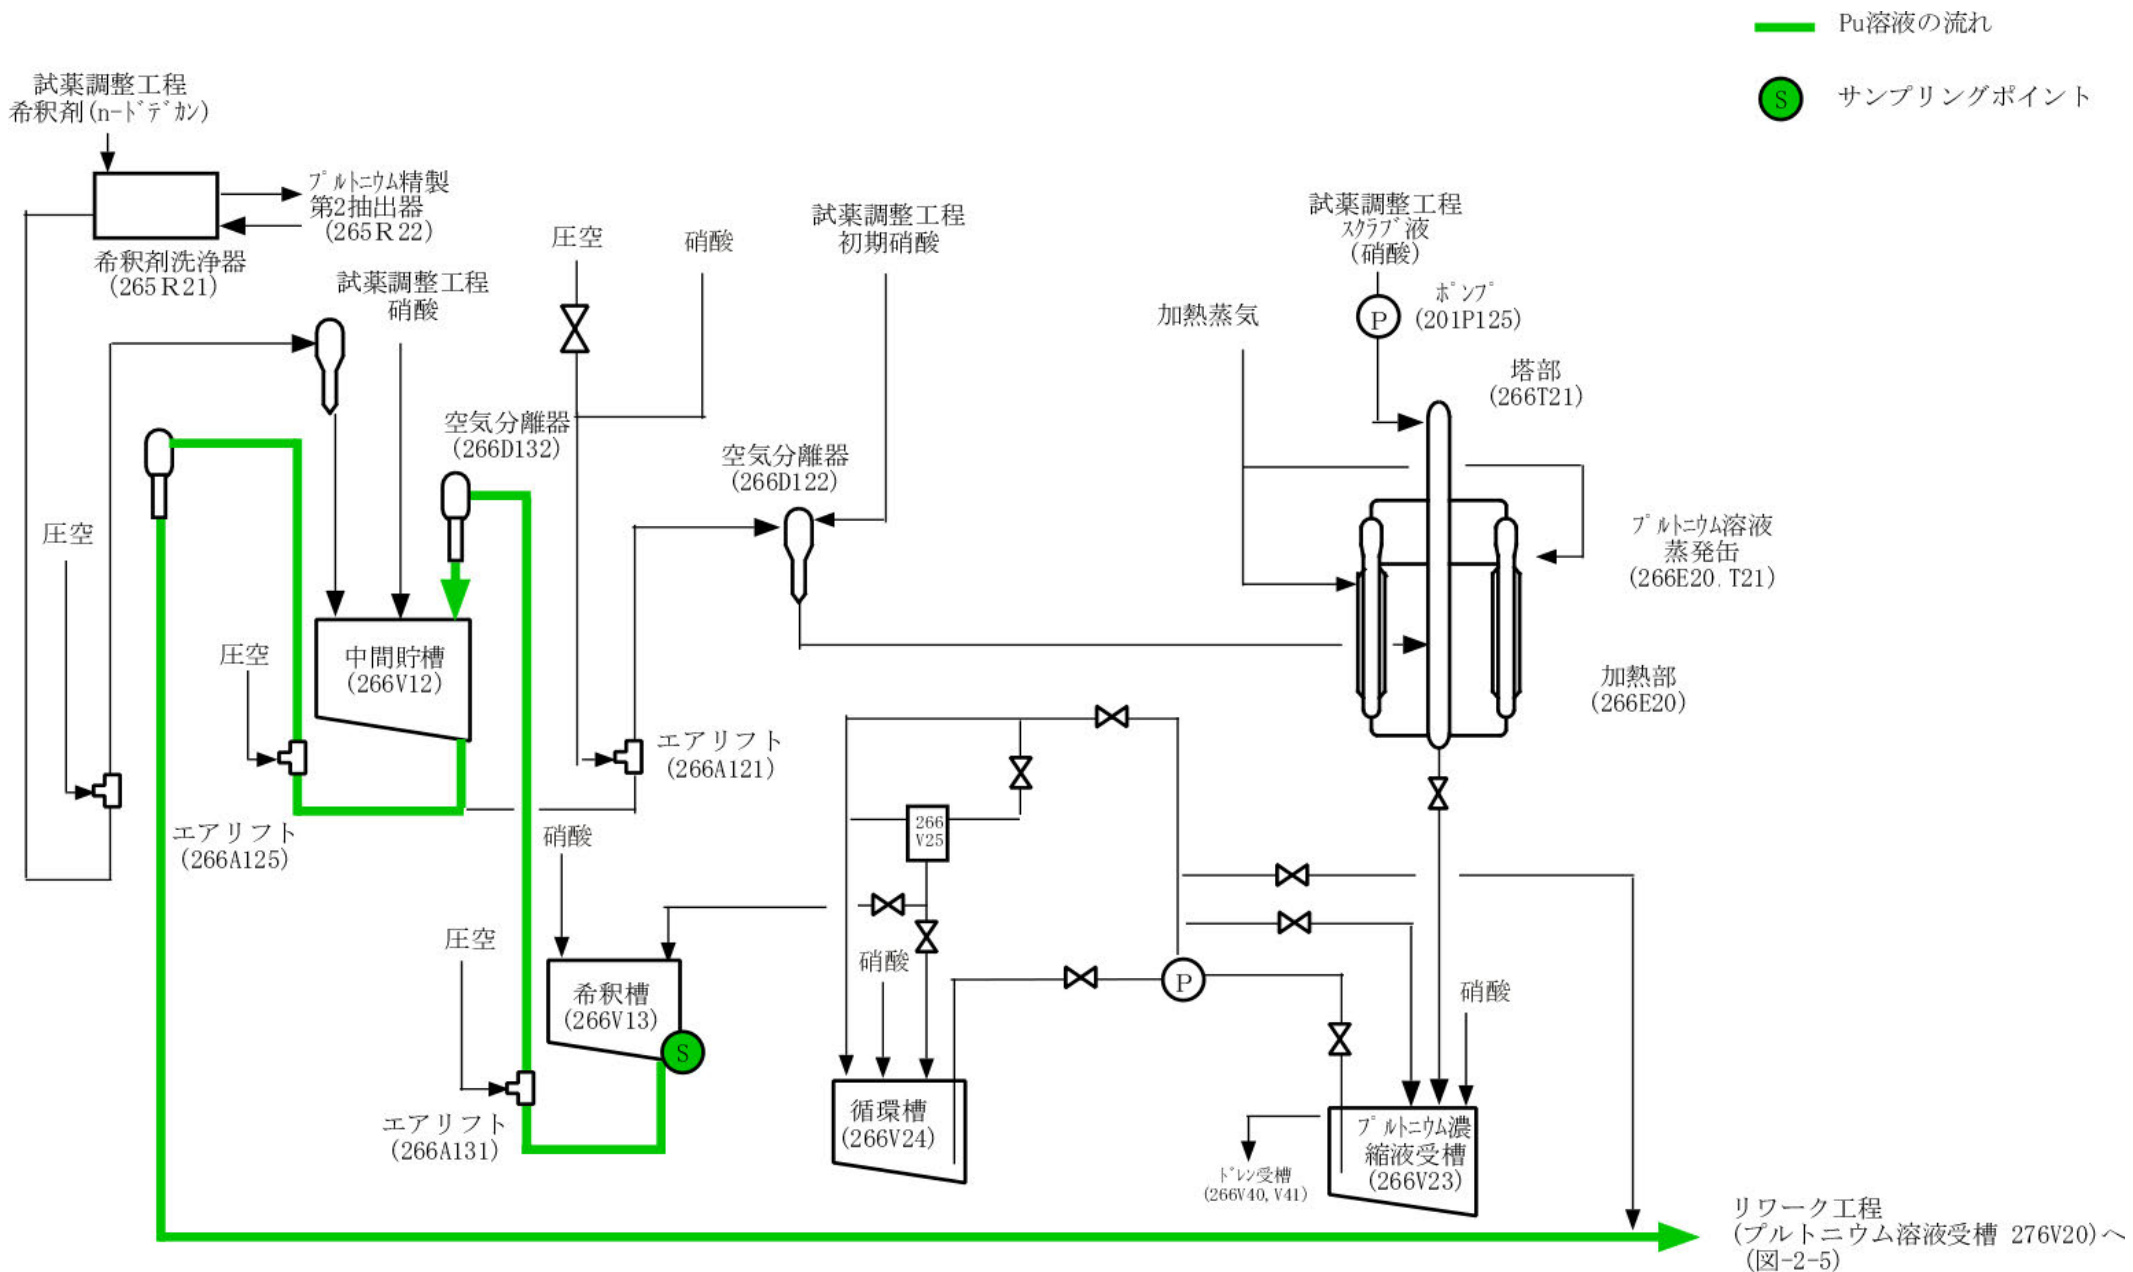 Pu溶液の流れ
S
サンプリングポイント
試薬調整工程
希釈剤(n-ﾄﾞﾃﾞｶﾝ)
ﾌﾟﾙﾄﾆｳﾑ精製
第2抽出器
(265R22)
希釈剤洗浄器
(265R21)
試薬調整工程
硝酸
圧空
硝酸
試薬調整工程
初期硝酸
試薬調整工程
ｽｸﾗﾌﾞ液
(硝酸)
加熱蒸気
P
ﾎﾟﾝﾌﾟ
(201P125)
塔部
(266T21)
空気分離器
(266D132)
空気分離器
(266D122)
圧空
ﾌﾟﾙﾄﾆｳﾑ溶液
蒸発缶
(266E20.T21)
圧空
中間貯槽
(266V12)
加熱部
(266E20)
エアリフト
(266A121)
エアリフト
(266A125)
硝酸
266
V25
圧空
硝酸
希釈槽
(266V13)
S
P
硝酸
エアリフト
(266A131)
循環槽
(266V24)
ﾌﾟﾙﾄﾆｳﾑ濃
縮液受槽
(266V23)
ﾄﾞﾚﾝ受槽
(266V40,V41)
リワーク工程
(プルトニウム溶液受槽 276V20)へ
(図-2-5)